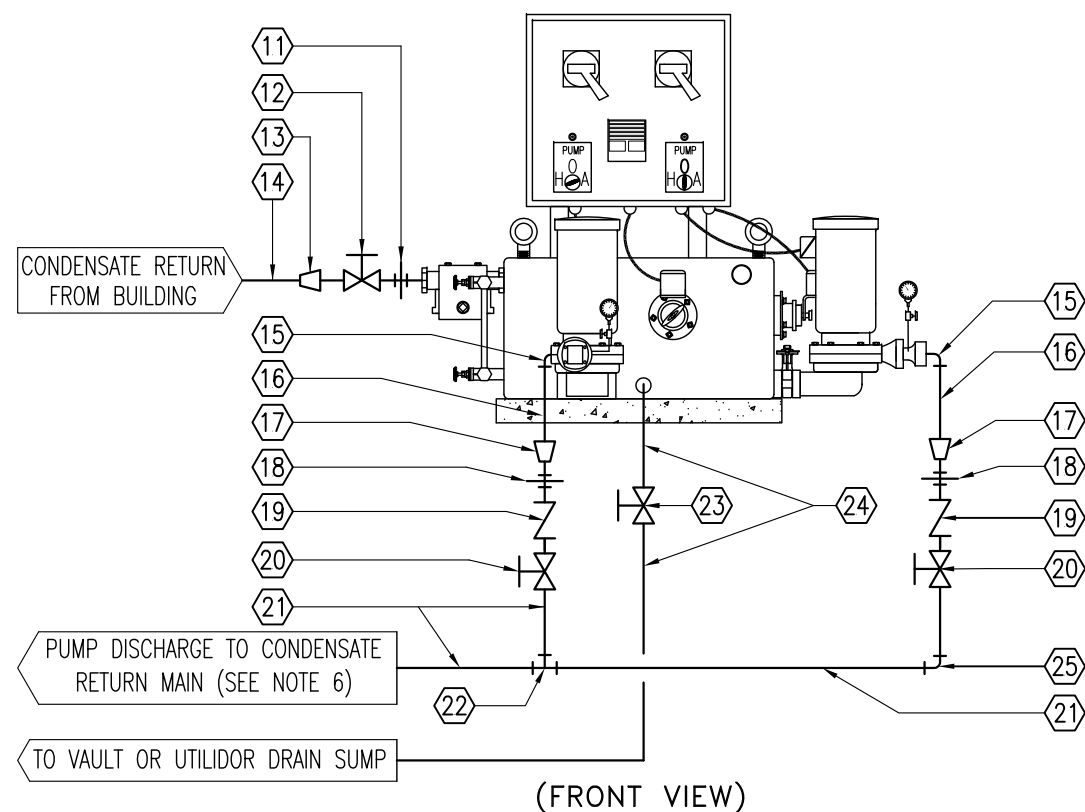 11
12
13
14
CONDENSATE RETURN
FROM BUILDING
PUMP
H A
PUMP
H A
15
16
17
18
19
20
21
15
16
17
18
19
20
23
24
PUMP DISCHARGE TO CONDENSATE
RETURN MAIN (SEE NOTE 6)
22
25
21
TO VAULT OR UTILIDOR DRAIN SUMP
(FRONT VIEW)